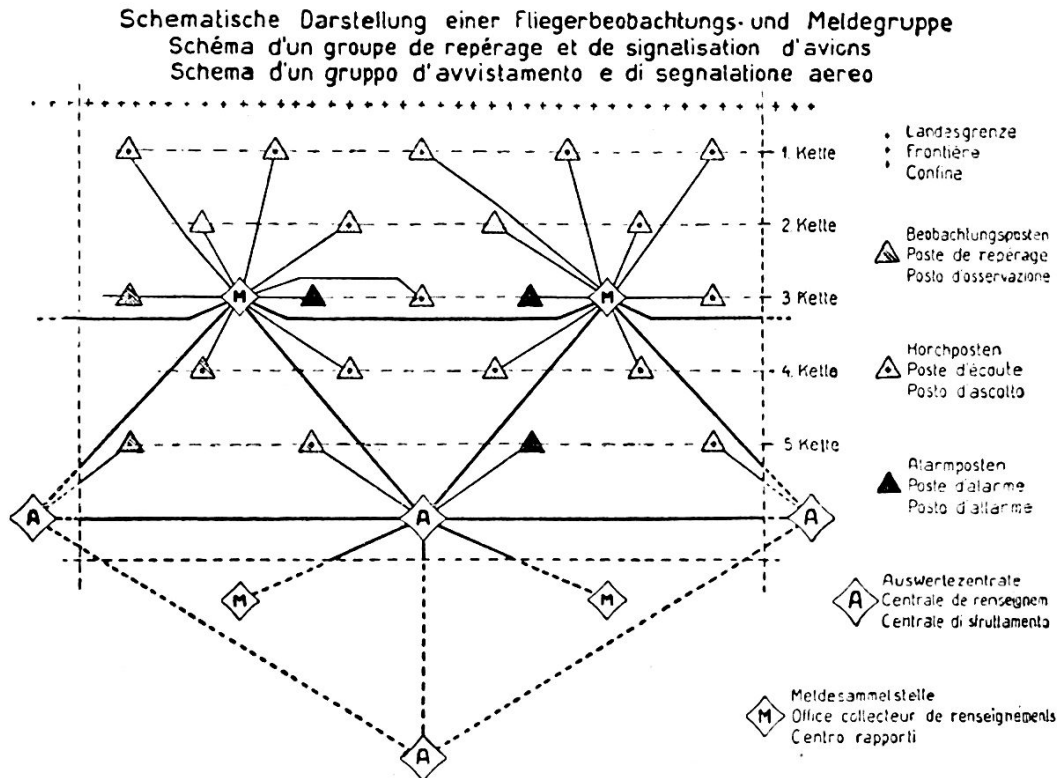 Schematische Darstellung einer Fliegerbeobachtungs- und Meldegruppe
Schéma d'un groupe de repérage et de signalisation d'avions
Schema d'un gruppo d'avvistamento e di segnalatione aereo
Landesgrenze
Frontière
Confine
1. Kette
2. Kette
Beobachtungsposten
Poste de repérage
Posto d'osservazione
M
M
3 Kette
Horchposten
Poste d'écoute
Posto d'ascolto
4. Kette
5. Kette
Alarmposten
Poste d'alarme
Posto d'allarme
A
A
A
Auswertezentrale
Centrale de renseignem
Centrale di sfruttamento
A
M
M
Meldesammelstelle
Office collecteur de renseignements
Centro rapporti
M
A